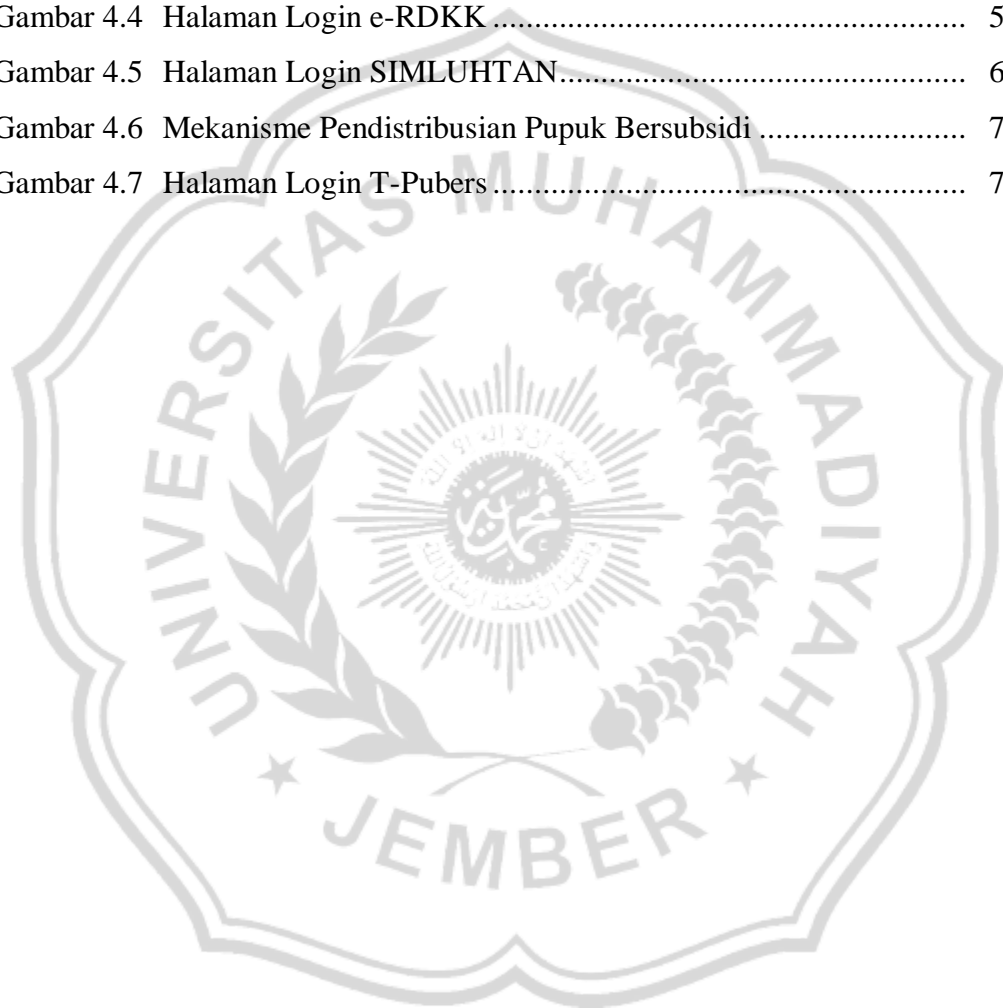 Gambar 4.4 Halaman Login e-RDKK ........................................................................ 5
Gambar 4.5 Halaman Login SIMLUHTAN............................................................. 6
Gambar 4.6 Mekanisme Pendistribusian Pupuk Bersubsidi .............................. 7
Gambar 4.7 Halaman Login T-Pubers ..................................................................... 7
UNIVERSITAS MUHAMMADIYAH
JEMBER